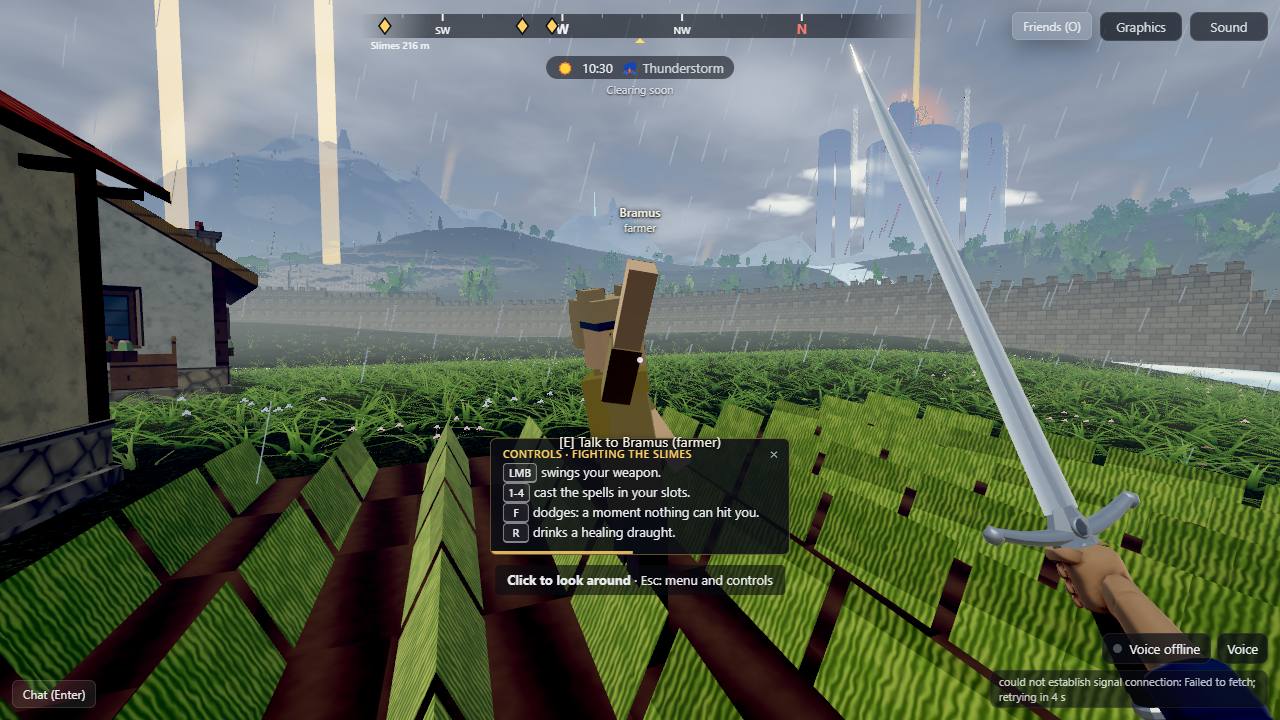 SW
W
NW
N
Slimes 216 m
Friends (O)
Graphics
Sound
10:30 Thunderstorm
Clearing soon
Bramus
farmer
[E] Talk to Bramus (farmer)
CONTROLS · FIGHTING THE SLIMES ×
LMB swings your weapon.
1-4 cast the spells in your slots.
F dodges: a moment nothing can hit you.
R drinks a healing draught.
Click to look around · Esc: menu and controls
Voice offline
Voice
could not establish signal connection: Failed to fetch;
retrying in 4 s
Chat (Enter)